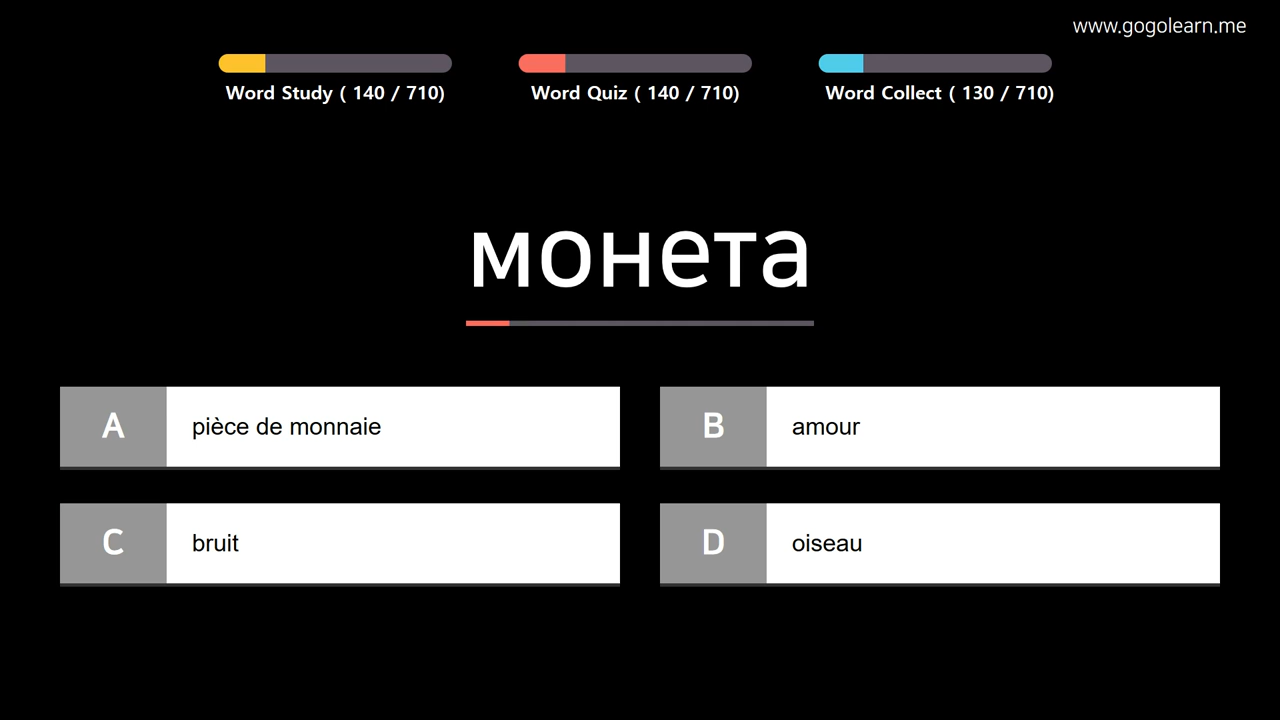 www.gogolearn.me
Word Study ( 140 / 710)
Word Quiz ( 140 / 710)
Word Collect ( 130 / 710)
монета
A pièce de monnaie
B amour
C bruit
D oiseau